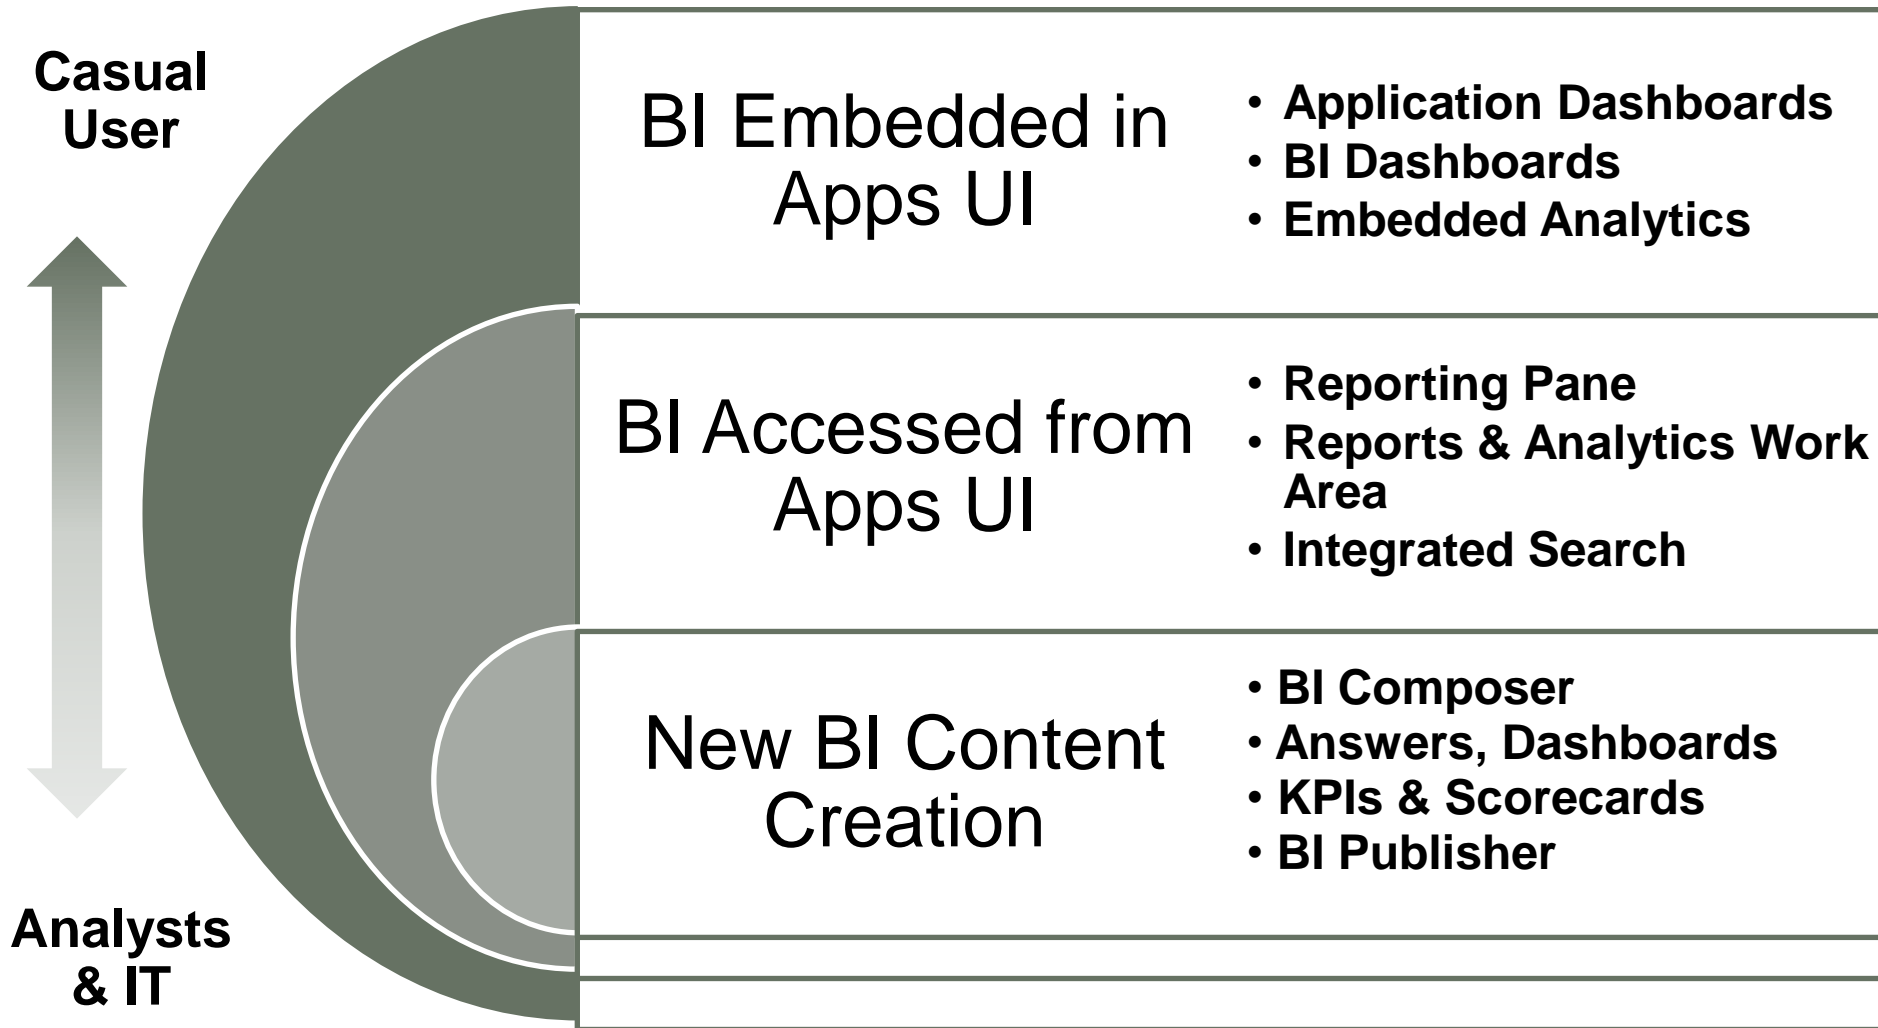 Casual
User
BI Embedded in
Apps UI
• Application Dashboards
• BI Dashboards
• Embedded Analytics
BI Accessed from
Apps UI
• Reporting Pane
• Reports & Analytics Work
Area
• Integrated Search
New BI Content
Creation
• BI Composer
• Answers, Dashboards
• KPIs & Scorecards
• BI Publisher
Analysts
& IT